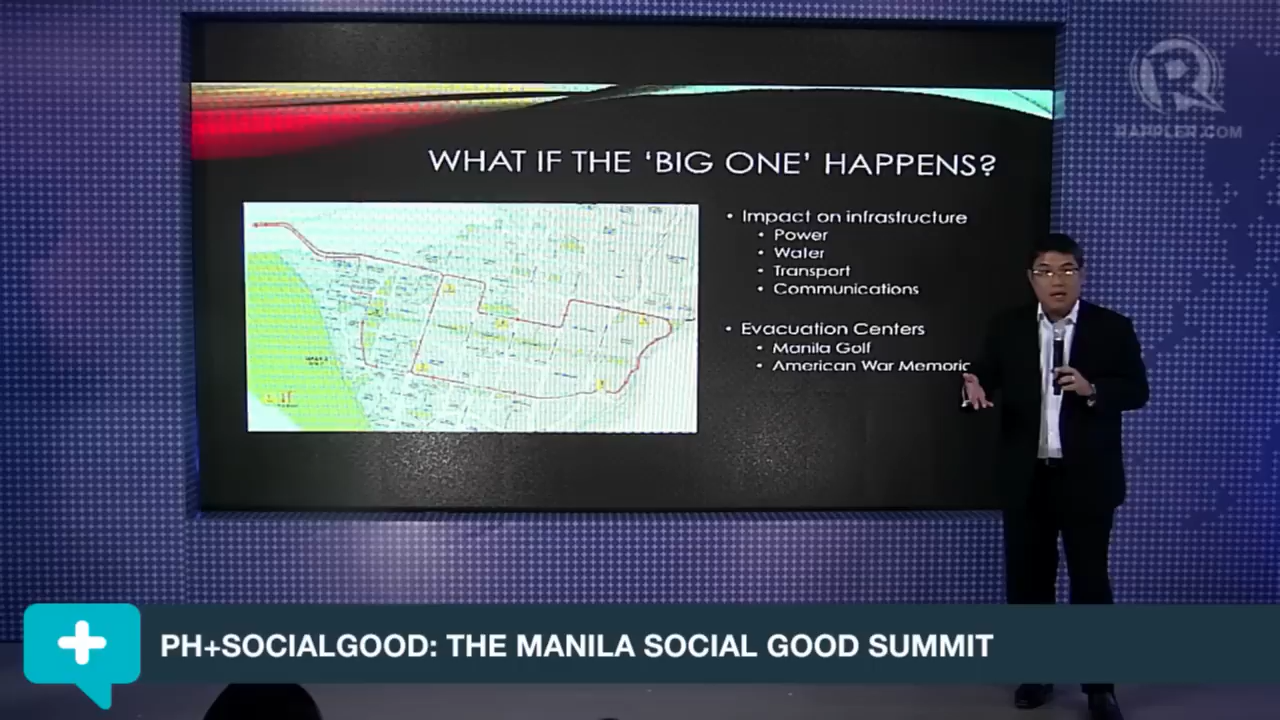 RAPPLER.COM
WHAT IF THE ‘BIG ONE’ HAPPENS?
• Impact on infrastructure
• Power
• Water
• Transport
• Communications
• Evacuation Centers
• Manila Golf
• American War Memoria
PH+SOCIALGOOD: THE MANILA SOCIAL GOOD SUMMIT